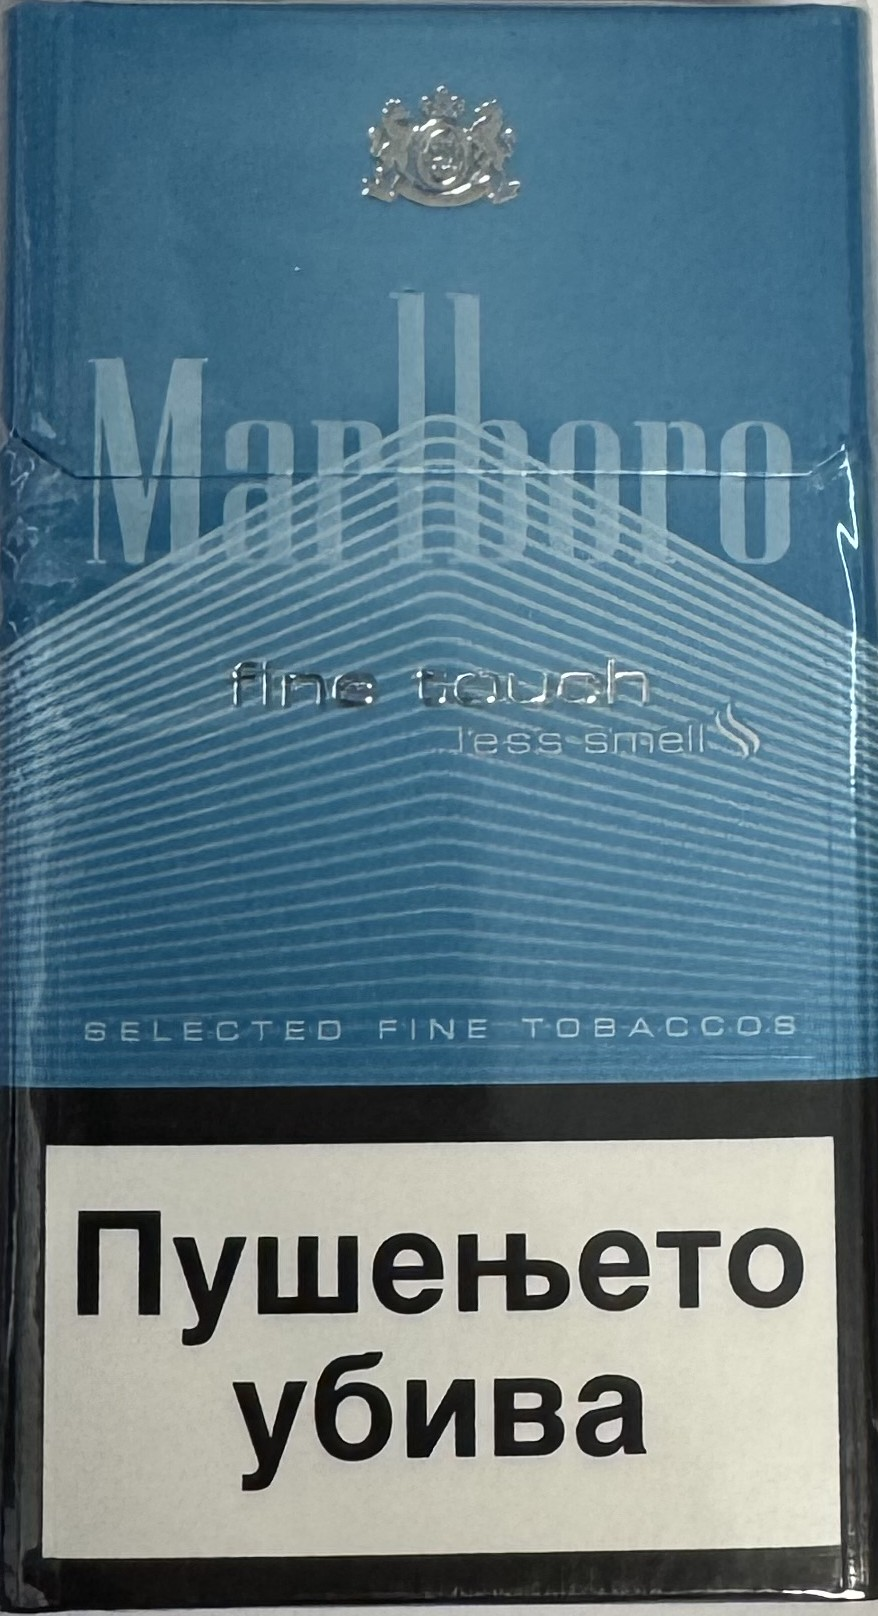 Marlboro
fine touch
less smell
SELECTED FINE TOBACCOS
Пушењето
убива